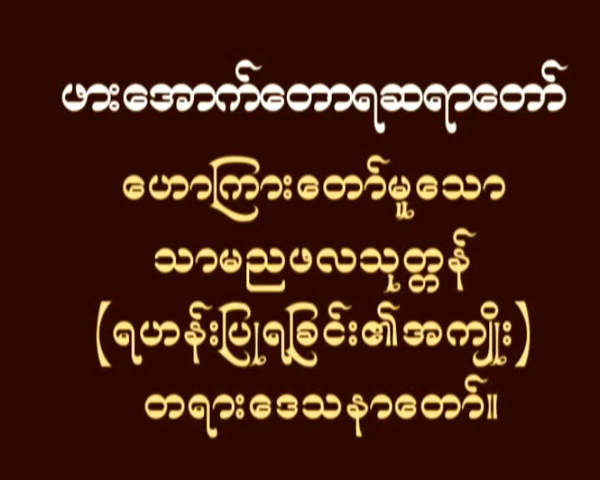 ဖားအောက်တောရဆရာတော်
ဟောကြားတော်မူသော
သာမညဖလသုတ္တန်
(ရဟန်းပြုရခြင်း၏အကျိုး)
တရားဒေသနာတော်။